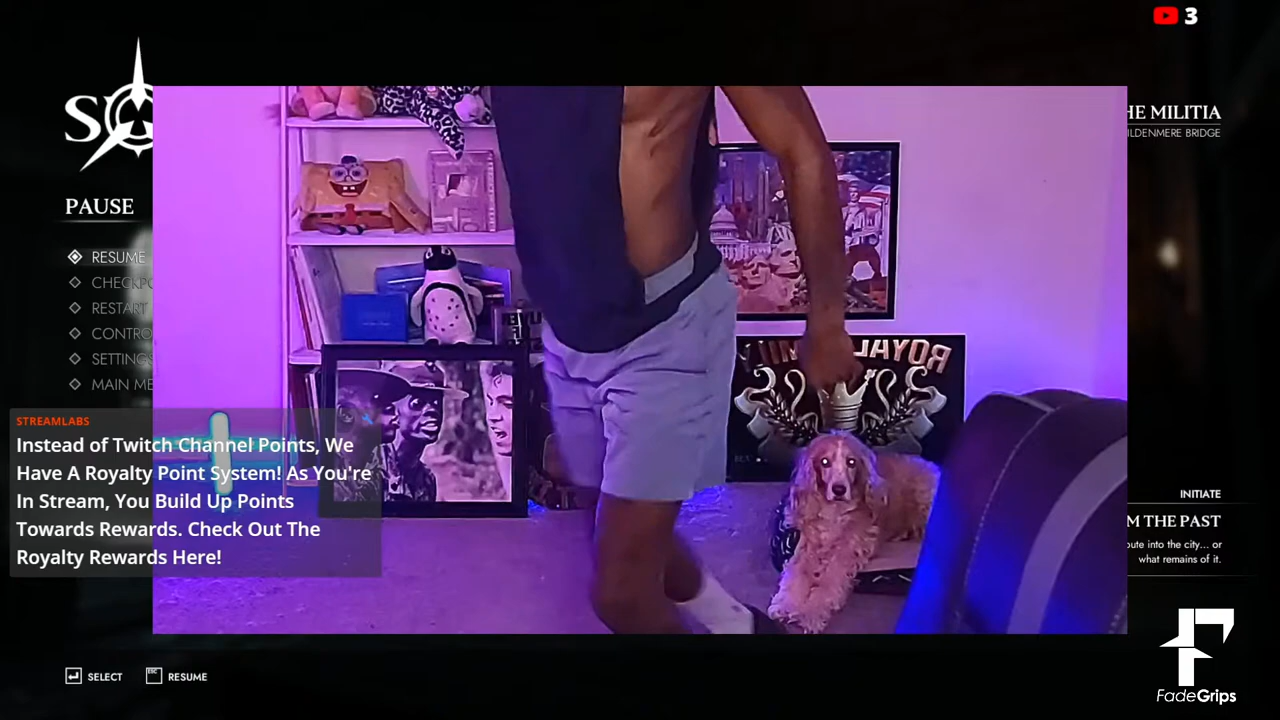 3
HE MILITIA
ILDENMERE BRIDGE
PAUSE
RESUME
CHECKPO
RESTART
CONTRO
SETTINGS
MAIN ME
STREAMLABS
Instead of Twitch Channel Points, We
Have A Royalty Point System! As You're
In Stream, You Build Up Points
Towards Rewards. Check Out The
Royalty Rewards Here!
INITIATE
M THE PAST
oute into the city... or
what remains of it.
SELECT
ESC
RESUME
FadeGrips